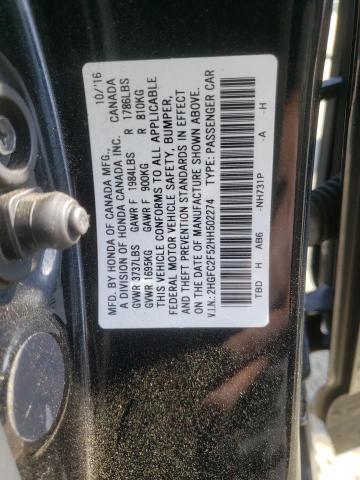 MFD. BY HONDA OF CANADA MFG., 10/16
A DIVISION OF HONDA CANADA INC. CANADA
GVWR 3737LBS GAWR F 1984LBS R 1786LBS
GVWR 1695KG GAWR F 900KG R 810KG
THIS VEHICLE CONFORMS TO ALL APPLICABLE
FEDERAL MOTOR VEHICLE SAFETY, BUMPER,
AND THEFT PREVENTION STANDARDS IN EFFECT
ON THE DATE OF MANUFACTURE SHOWN ABOVE.
V.I.N.:2HGFC2F52HH502274 TYPE: PASSENGER CAR
TBD H AB6 -NH731P -A -H